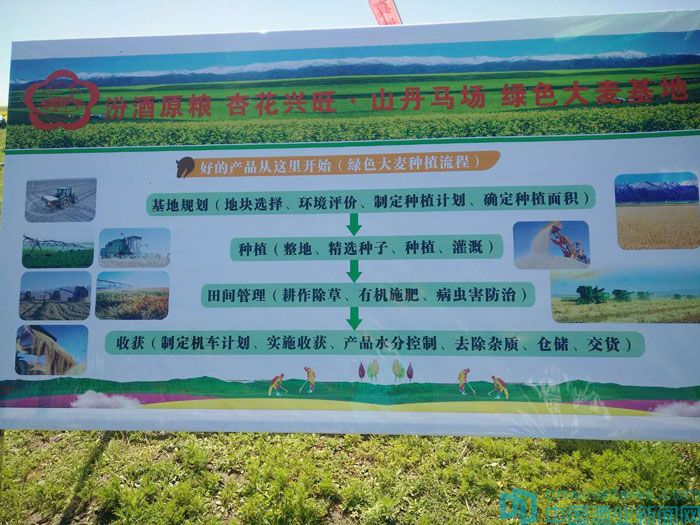 汾酒原粮 杏花兴旺·山丹马场 绿色大麦基地
好的产品从这里开始（绿色大麦种植流程）
基地规划（地块选择、环境评价、制定种植计划、确定种植面积）
种植（整地、精选种子、种植、灌溉）
田间管理（耕作除草、有机施肥、病虫害防治）
收获（制定机车计划、实施收获、产品水分控制、去除杂质、仓储、交货）